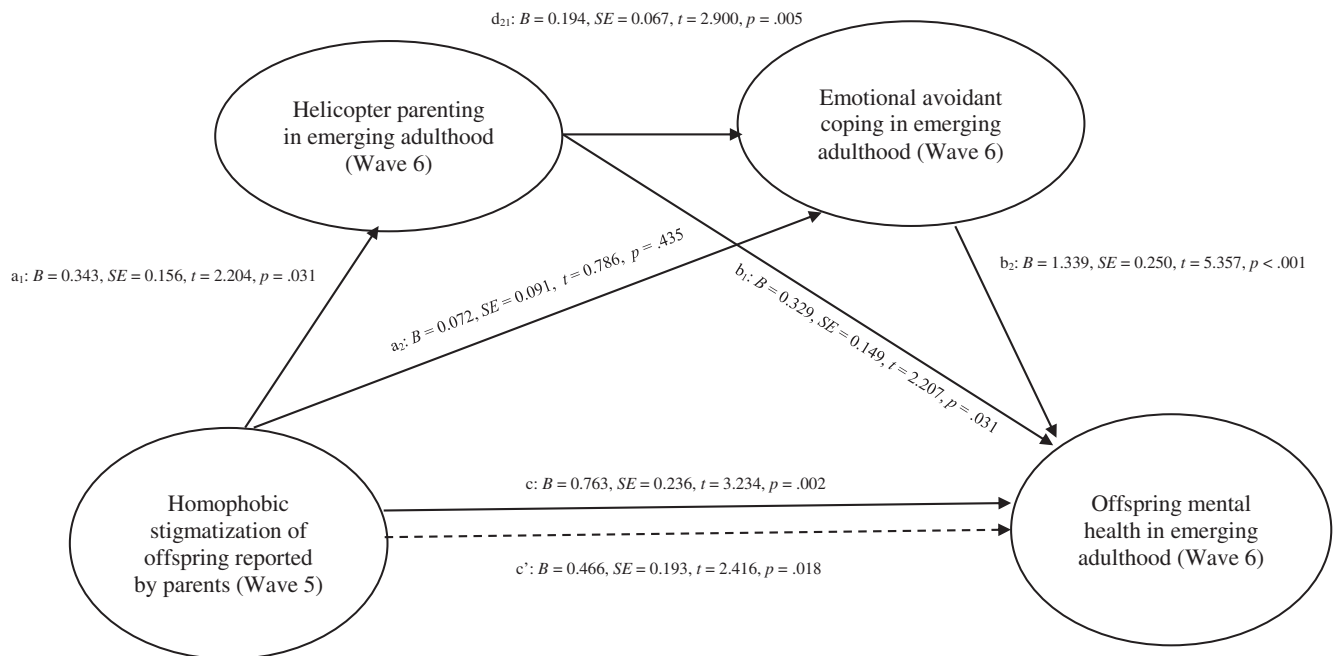 d₂₁: B = 0.194, SE = 0.067, t = 2.900, p = .005
Helicopter parenting
in emerging adulthood
(Wave 6)
Emotional avoidant
coping in emerging
adulthood (Wave 6)
a₁: B = 0.343, SE = 0.156, t = 2.204, p = .031
a₂: B = 0.072, SE = 0.091, t = 0.786, p = .435
b₁: B = 0.329, SE = 0.149, t = 2.207, p = .031
b₂: B = 1.339, SE = 0.250, t = 5.357, p < .001
Homophobic
stigmatization of
offspring reported
by parents (Wave 5)
c: B = 0.763, SE = 0.236, t = 3.234, p = .002
c’: B = 0.466, SE = 0.193, t = 2.416, p = .018
Offspring mental
health in emerging
adulthood (Wave 6)